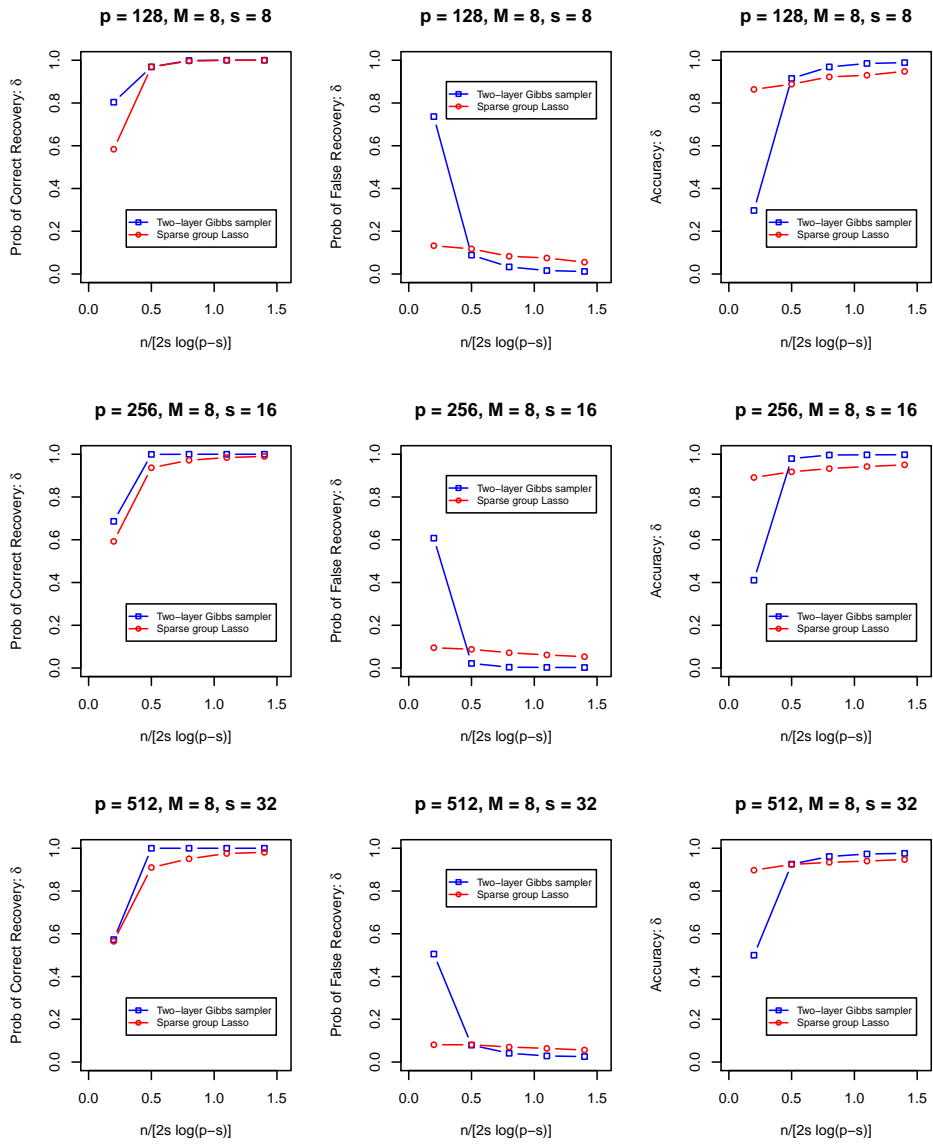 p = 128, M = 8, s = 8
Prob of Correct Recovery: δ
1.0
0.8
0.6
0.4
0.2
0.0
Two−layer Gibbs sampler
Sparse group Lasso
0.0 0.5 1.0 1.5
n/[2s log(p−s)]
p = 128, M = 8, s = 8
Prob of False Recovery: δ
1.0
0.8
0.6
0.4
0.2
0.0
Two−layer Gibbs sampler
Sparse group Lasso
0.0 0.5 1.0 1.5
n/[2s log(p−s)]
p = 128, M = 8, s = 8
Accuracy: δ
1.0
0.8
0.6
0.4
0.2
0.0
Two−layer Gibbs sampler
Sparse group Lasso
0.0 0.5 1.0 1.5
n/[2s log(p−s)]
p = 256, M = 8, s = 16
Prob of Correct Recovery: δ
1.0
0.8
0.6
0.4
0.2
0.0
Two−layer Gibbs sampler
Sparse group Lasso
0.0 0.5 1.0 1.5
n/[2s log(p−s)]
p = 256, M = 8, s = 16
Prob of False Recovery: δ
1.0
0.8
0.6
0.4
0.2
0.0
Two−layer Gibbs sampler
Sparse group Lasso
0.0 0.5 1.0 1.5
n/[2s log(p−s)]
p = 256, M = 8, s = 16
Accuracy: δ
1.0
0.8
0.6
0.4
0.2
0.0
Two−layer Gibbs sampler
Sparse group Lasso
0.0 0.5 1.0 1.5
n/[2s log(p−s)]
p = 512, M = 8, s = 32
Prob of Correct Recovery: δ
1.0
0.8
0.6
0.4
0.2
0.0
Two−layer Gibbs sampler
Sparse group Lasso
0.0 0.5 1.0 1.5
n/[2s log(p−s)]
p = 512, M = 8, s = 32
Prob of False Recovery: δ
1.0
0.8
0.6
0.4
0.2
0.0
Two−layer Gibbs sampler
Sparse group Lasso
0.0 0.5 1.0 1.5
n/[2s log(p−s)]
p = 512, M = 8, s = 32
Accuracy: δ
1.0
0.8
0.6
0.4
0.2
0.0
Two−layer Gibbs sampler
Sparse group Lasso
0.0 0.5 1.0 1.5
n/[2s log(p−s)]